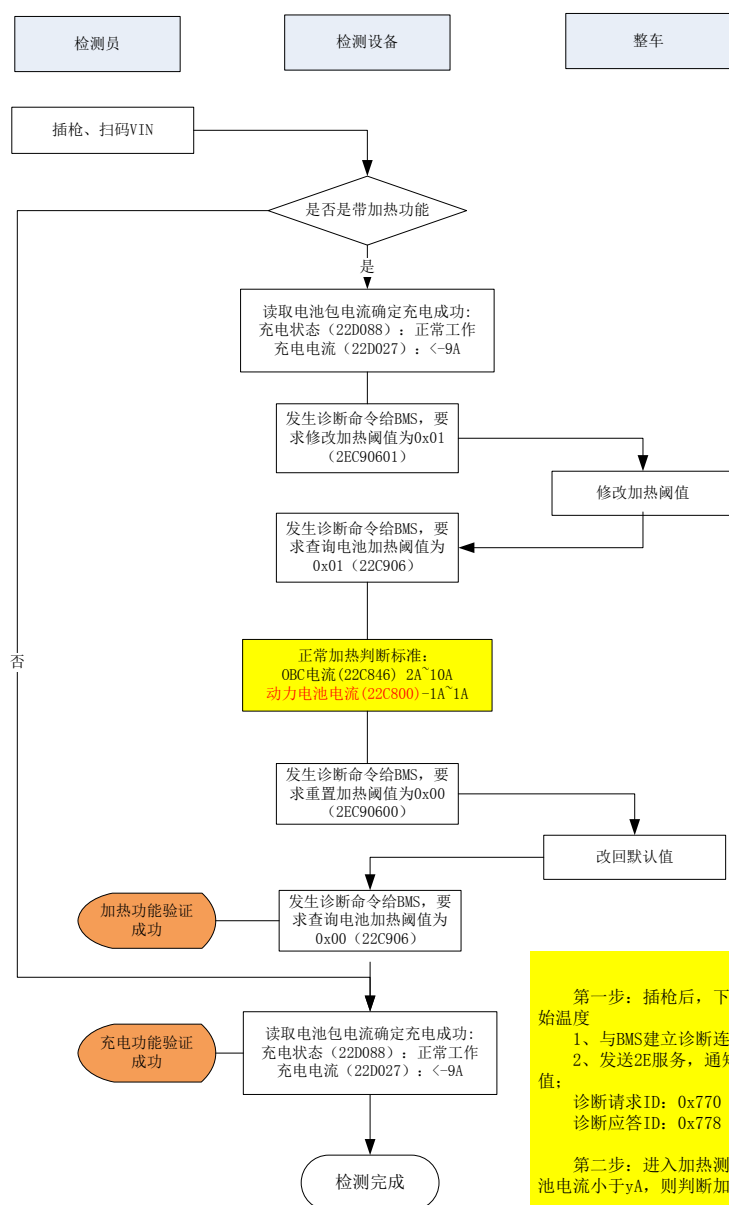 检测员
检测设备
整车
插枪、扫码VIN
是否是带加热功能
是
读取电池包电流确定充电成功:
充电状态（22D088）：正常工作
充电电流（22D027）：<-9A
发生诊断命令给BMS，要
求修改加热阈值为0x01
（2EC90601）
修改加热阈值
发生诊断命令给BMS，要
求查询电池加热阈值为
0x01（22C906）
否
正常加热判断标准：
OBC电流(22C846) 2A~10A
动力电池电流(22C800)-1A~1A
发生诊断命令给BMS，要
求重置加热阈值为0x00
（2EC90600）
改回默认值
加热功能验证
成功
发生诊断命令给BMS，要
求查询电池加热阈值为
0x00（22C906）
充电功能验证
成功
读取电池包电流确定充电成功:
充电状态（22D088）：正常工作
充电电流（22D027）：<-9A
检测完成
第一步：插枪后，下
始温度
1、与BMS建立诊断连
2、发送2E服务，通知
值；
诊断请求ID：0x770
诊断应答ID：0x778
第二步：进入加热测
池电流小于yA，则判断加